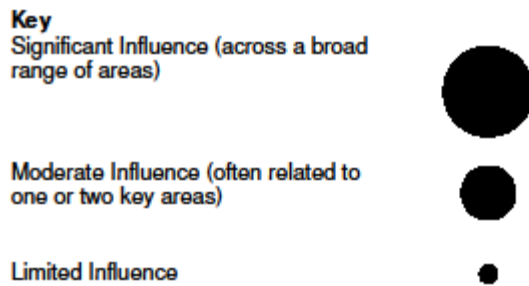 Key
Significant Influence (across a broad
range of areas)
Moderate Influence (often related to
one or two key areas)
Limited Influence